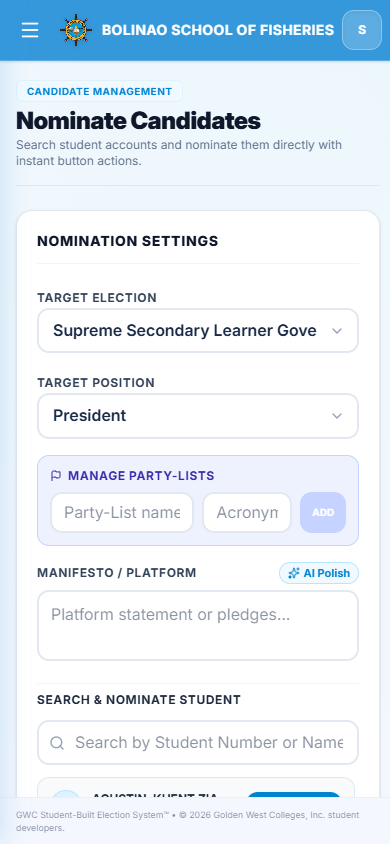 BOLINAO SCHOOL OF FISHERIES
S
CANDIDATE MANAGEMENT
Nominate Candidates
Search student accounts and nominate them directly with
instant button actions.
NOMINATION SETTINGS
TARGET ELECTION
Supreme Secondary Learner Gove
TARGET POSITION
President
MANAGE PARTY-LISTS
Party-List name
Acronym
ADD
MANIFESTO / PLATFORM
AI Polish
Platform statement or pledges...
SEARCH & NOMINATE STUDENT
Search by Student Number or Name
AGUSTIN, KHENT ZIA
GWC Student-Built Election System™ • © 2026 Golden West Colleges, Inc. student
developers.